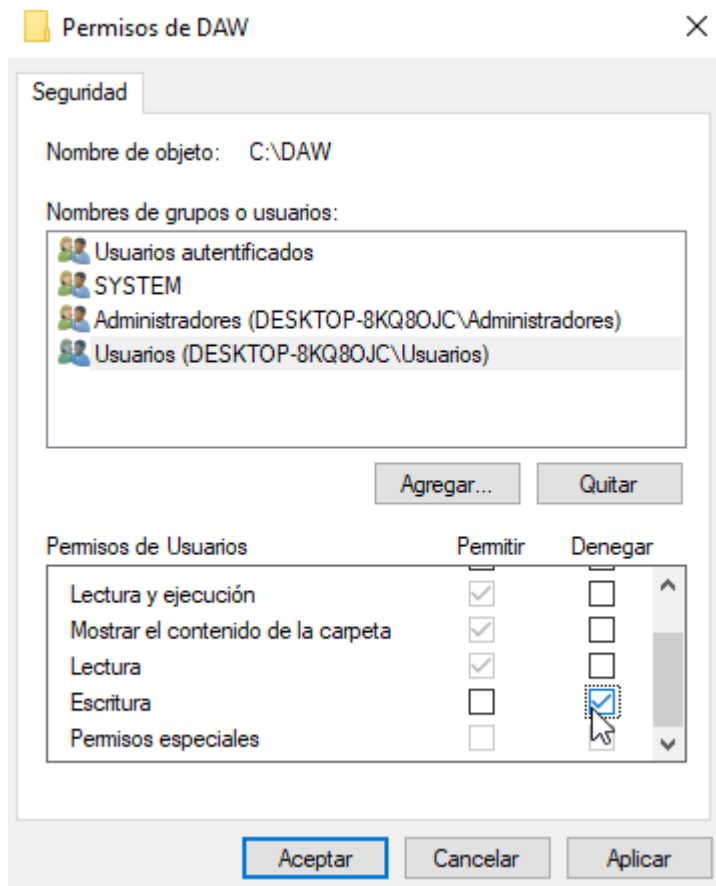 Permisos de DAW
Seguridad
Nombre de objeto: C:\DAW
Nombres de grupos o usuarios:
Usuarios autentificados
SYSTEM
Administradores (DESKTOP-8KQ8OJC\Administradores)
Usuarios (DESKTOP-8KQ8OJC\Usuarios)
Agregar... Quitar
Permisos de Usuarios Permitir Denegar
Lectura y ejecución
Mostrar el contenido de la carpeta
Lectura
Escritura
Permisos especiales
Aceptar Cancelar Aplicar